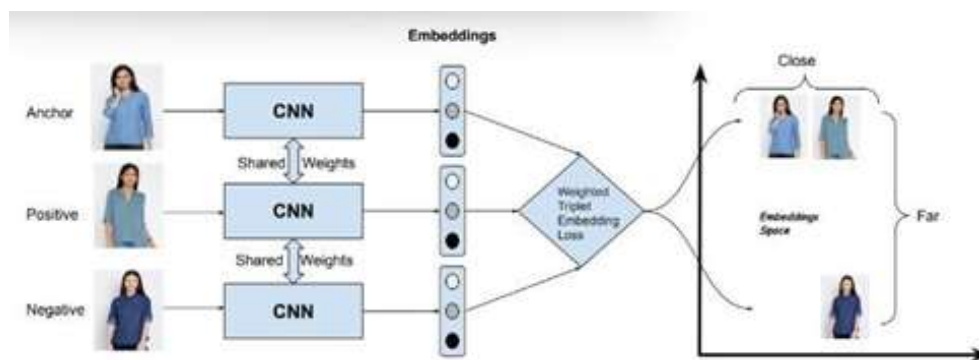 Embeddings
Close
Anchor
CNN
Shared Weights
Positive
CNN
Weighted
Triplet
Embedding
Loss
Embeddings
Space
Far
Shared Weights
Negative
CNN